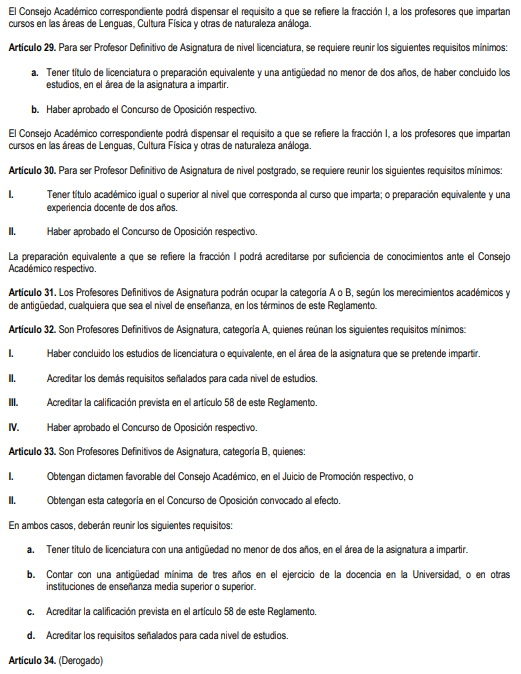 El Consejo Académico correspondiente podrá dispensar el requisito a que se refiere la fracción I, a los profesores que impartan
cursos en las áreas de Lenguas, Cultura Física y otras de naturaleza análoga.
Artículo 29. Para ser Profesor Definitivo de Asignatura de nivel licenciatura, se requiere reunir los siguientes requisitos mínimos:
a. Tener título de licenciatura o preparación equivalente y una antigüedad no menor de dos años, de haber concluido los
estudios, en el área de la asignatura a impartir.
b. Haber aprobado el Concurso de Oposición respectivo.
El Consejo Académico correspondiente podrá dispensar el requisito a que se refiere la fracción I, a los profesores que impartan
cursos en las áreas de Lenguas, Cultura Física y otras de naturaleza análoga.
Artículo 30. Para ser Profesor Definitivo de Asignatura de nivel postgrado, se requiere reunir los siguientes requisitos mínimos:
I. Tener título académico igual o superior al nivel que corresponda al curso que imparta; o preparación equivalente y una
experiencia docente de dos años.
II. Haber aprobado el Concurso de Oposición respectivo.
La preparación equivalente a que se refiere la fracción I podrá acreditarse por suficiencia de conocimientos ante el Consejo
Académico respectivo.
Artículo 31. Los Profesores Definitivos de Asignatura podrán ocupar la categoría A o B, según los merecimientos académicos y
de antigüedad, cualquiera que sea el nivel de enseñanza, en los términos de este Reglamento.
Artículo 32. Son Profesores Definitivos de Asignatura, categoría A, quienes reúnan los siguientes requisitos mínimos:
I. Haber concluido los estudios de licenciatura o equivalente, en el área de la asignatura que se pretende impartir.
II. Acreditar los demás requisitos señalados para cada nivel de estudios.
III. Acreditar la calificación prevista en el artículo 58 de este Reglamento.
IV. Haber aprobado el Concurso de Oposición respectivo.
Artículo 33. Son Profesores Definitivos de Asignatura, categoría B, quienes:
I. Obtengan dictamen favorable del Consejo Académico, en el Juicio de Promoción respectivo, o
II. Obtengan esta categoría en el Concurso de Oposición convocado al efecto.
En ambos casos, deberán reunir los siguientes requisitos:
a. Tener título de licenciatura con una antigüedad no menor de dos años, en el área de la asignatura a impartir.
b. Contar con una antigüedad mínima de tres años en el ejercicio de la docencia en la Universidad, o en otras
instituciones de enseñanza media superior o superior.
c. Acreditar la calificación prevista en el artículo 58 de este Reglamento.
d. Acreditar los requisitos señalados para cada nivel de estudios.
Artículo 34. (Derogado)